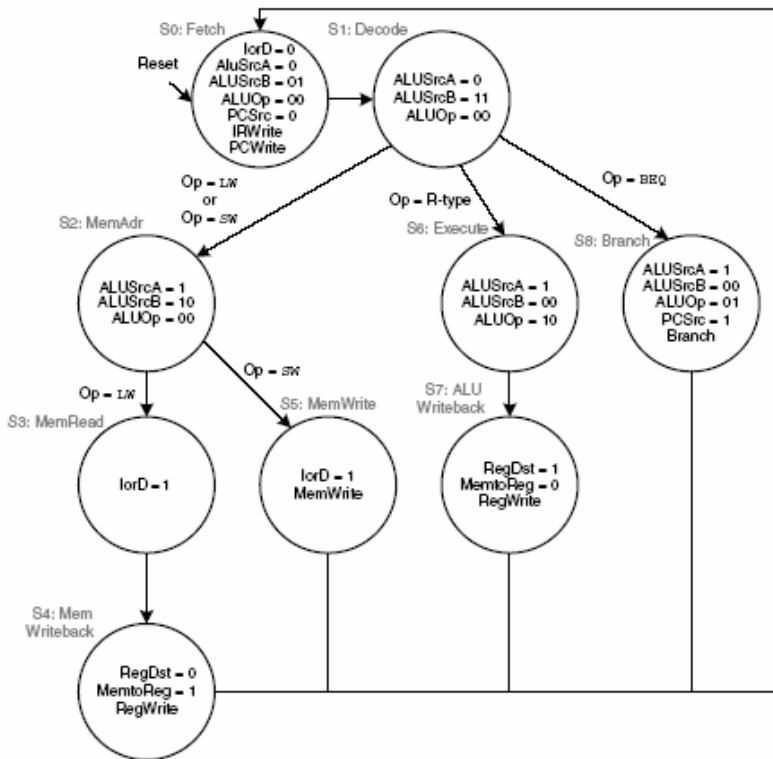 S0: Fetch
S1: Decode
Reset
IorD = 0
AluSrcA = 0
ALUSrcB = 01
ALUOp = 00
PCSrc = 0
IRWrite
PCWrite
ALUSrcA = 0
ALUSrcB = 11
ALUOp = 00
Op = LW
or
Op = SW
Op = R-type
Op = BEQ
S2: MemAdr
S6: Execute
S8: Branch
ALUSrcA = 1
ALUSrcB = 10
ALUOp = 00
ALUSrcA = 1
ALUSrcB = 00
ALUOp = 10
ALUSrcA = 1
ALUSrcB = 00
ALUOp = 01
PCSrc = 1
Branch
Op = LW
Op = SW
S3: MemRead
S5: MemWrite
S7: ALU
Writeback
IorD = 1
IorD = 1
MemWrite
RegDst = 1
MemtoReg = 0
RegWrite
S4: Mem
Writeback
RegDst = 0
MemtoReg = 1
RegWrite